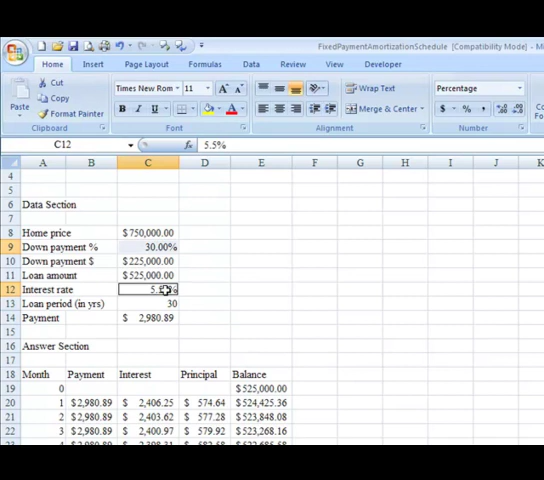 FixedPaymentAmortizationSchedule [Compatibility Mode] -
Home Insert Page Layout Formulas Data Review View Developer
Paste
Cut
Copy
Format Painter
Clipboard
Times New Rom 11 A A
B I U A
Font
Wrap Text
Merge & Center
Alignment
Percentage
$ % ,
Number
C12 fx 5.5%
A B C D E F G H I J K
4
5
6 Data Section
7
8 Home price $750,000.00
9 Down payment % 30.00%
10 Down payment $ $225,000.00
11 Loan amount $525,000.00
12 Interest rate
13 Loan period (in yrs) 30
14 Payment $ 2,980.89
15
16 Answer Section
17
18 Month Payment Interest Principal Balance
19 0 $525,000.00
20 1 $2,980.89 $ 2,406.25 $ 574.64 $524,425.36
21 2 $2,980.89 $ 2,403.62 $ 577.28 $523,848.08
22 3 $2,980.89 $ 2,400.97 $ 579.92 $523,268.16